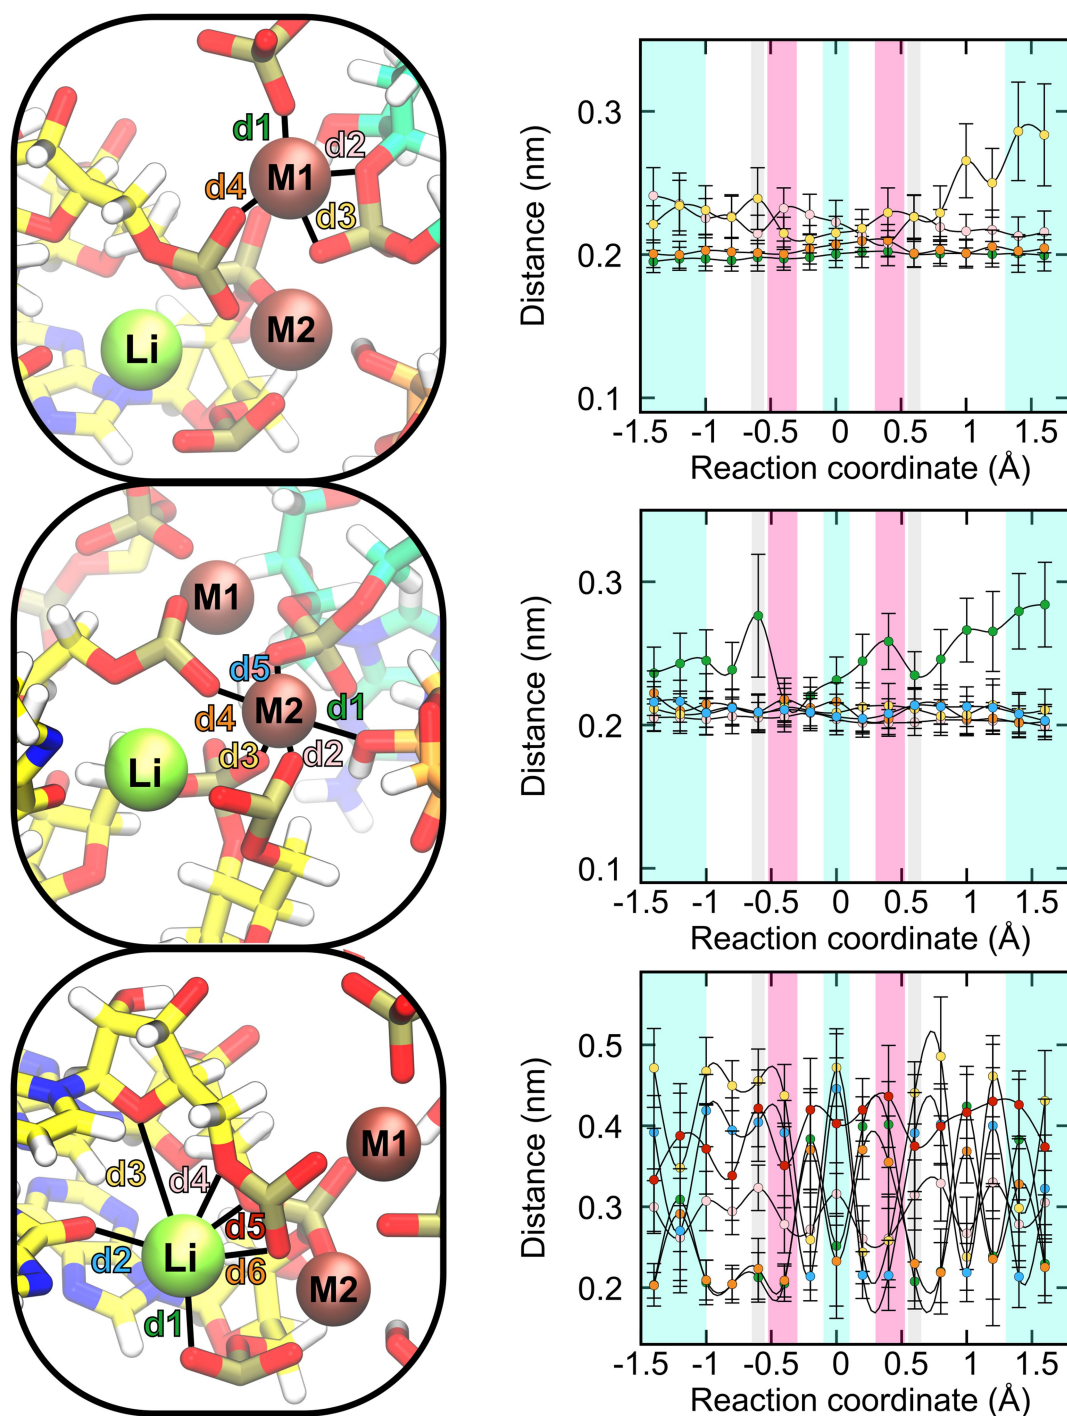 d1
d2
M1
d4
d3
M2
Li
Distance (nm)
0.3
0.2
0.1
-1.5 -1 -0.5 0 0.5 1 1.5
Reaction coordinate (Å)
M1
d5
M2
d1
d4
d3
d2
Li
Distance (nm)
0.3
0.2
0.1
-1.5 -1 -0.5 0 0.5 1 1.5
Reaction coordinate (Å)
M1
d3
d4
d5
d2
Li
d6
M2
d1
Distance (nm)
0.5
0.4
0.3
0.2
-1.5 -1 -0.5 0 0.5 1 1.5
Reaction coordinate (Å)